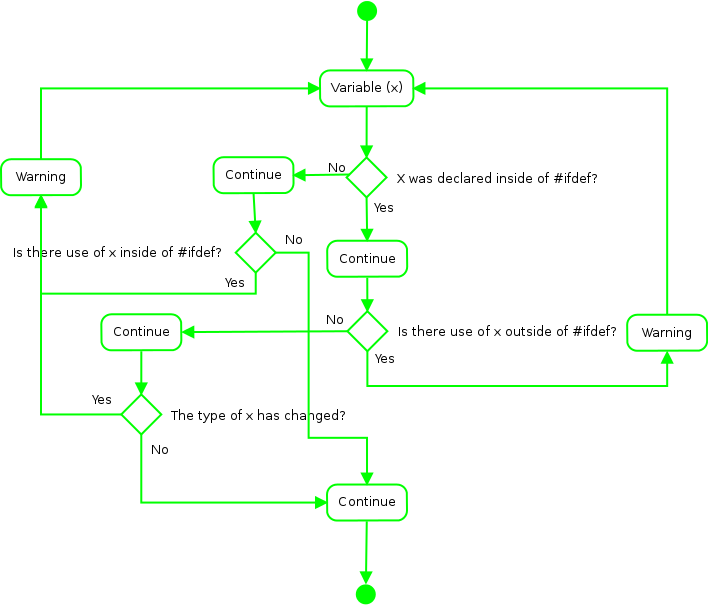 Variable (x)
No
Continue
Warning
X was declared inside of #ifdef?
Yes
No
Is there use of x inside of #ifdef?
Continue
Yes
No
Continue
Is there use of x outside of #ifdef?
Warning
Yes
Yes
The type of x has changed?
No
Continue